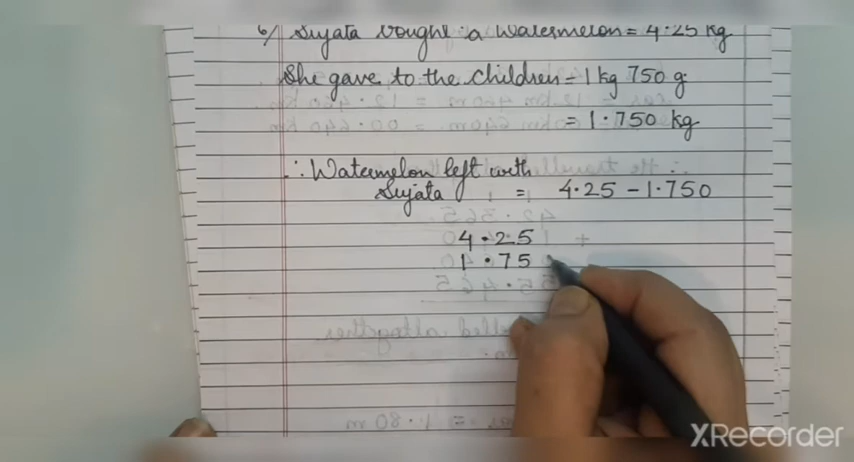 6/ Sujata bought a Watermelon = 4.25 kg
She gave to the children - 1 kg 750 g
= 1.750 kg
∴ Watermelon left with
Sujata = 4.25 - 1.750
4.25
1.75
XRecorder